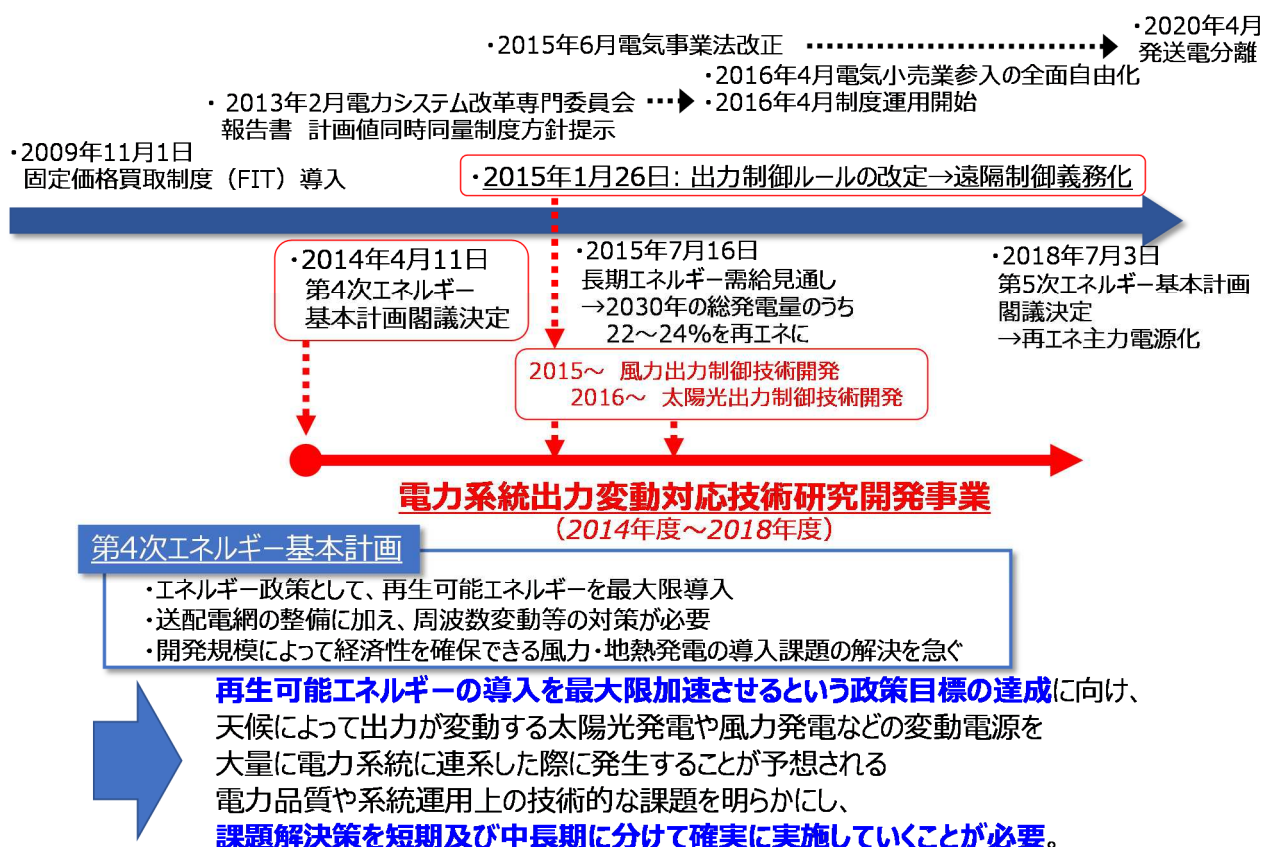 ・2020年4月
発送電分離
・2015年6月電気事業法改正
・2016年4月電気小売業参入の全面自由化
・2013年2月電力システム改革専門委員会
・2016年4月制度運用開始
報告書 計画値同時同量制度方針提示
・2009年11月1日
固定価格買取制度（FIT）導入
・2015年1月26日: 出力制御ルールの改定→遠隔制御義務化
・2014年4月11日
第4次エネルギー
基本計画閣議決定
・2015年7月16日
長期エネルギー需給見通し
→2030年の総発電量のうち
22～24%を再エネに
・2018年7月3日
第5次エネルギー基本計画
閣議決定
→再エネ主力電源化
2015～ 風力出力制御技術開発
2016～ 太陽光出力制御技術開発
電力系統出力変動対応技術研究開発事業
（2014年度～2018年度）
第4次エネルギー基本計画
・エネルギー政策として、再生可能エネルギーを最大限導入
・送配電網の整備に加え、周波数変動等の対策が必要
・開発規模によって経済性を確保できる風力・地熱発電の導入課題の解決を急ぐ
再生可能エネルギーの導入を最大限加速させるという政策目標の達成に向け、
天候によって出力が変動する太陽光発電や風力発電などの変動電源を
大量に電力系統に連系した際に発生することが予想される
電力品質や系統運用上の技術的な課題を明らかにし、
課題解決策を短期及び中長期に分けて確実に実施していくことが必要。